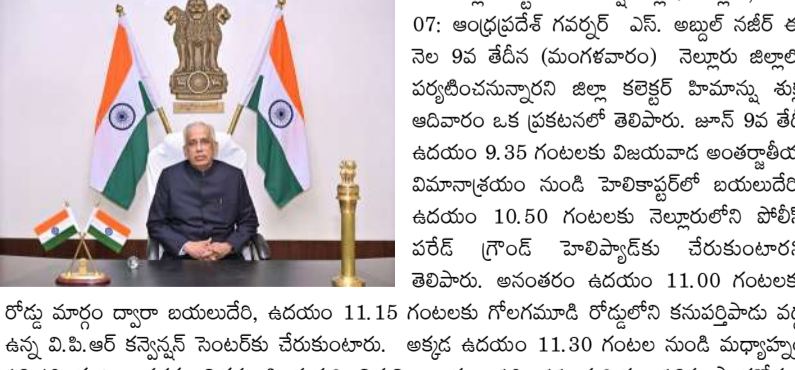 07: ఆంధ్రప్రదేశ్ గవర్నర్ ఎస్. అబ్దుల్ నజీర్ ఈ
నెల 9వ తేదీన (మంగళవారం) నెల్లూరు జిల్లాలో
పర్యటించనున్నారని జిల్లా కలెక్టర్ హిమాన్షు శుక్ల
ఆదివారం ఒక ప్రకటనలో తెలిపారు. జూన్ 9వ తేదీ
ఉదయం 9.35 గంటలకు విజయవాడ అంతర్జాతీయ
విమానాశ్రయం నుండి హెలికాప్టర్‌లో బయలుదేరి
ఉదయం 10.50 గంటలకు నెల్లూరులోని పోలీస్
పరేడ్ గ్రౌండ్ హెలిప్యాడ్‌కు చేరుకుంటారని
తెలిపారు. అనంతరం ఉదయం 11.00 గంటలకు
రోడ్డు మార్గం ద్వారా బయలుదేరి, ఉదయం 11.15 గంటలకు గోలగమూడి రోడ్డులోని కనుపర్తిపాడు వద్ద
ఉన్న వి.పి.ఆర్ కన్వెన్షన్ సెంటర్‌కు చేరుకుంటారు. అక్కడ ఉదయం 11.30 గంటల నుండి మధ్యాహ్నం